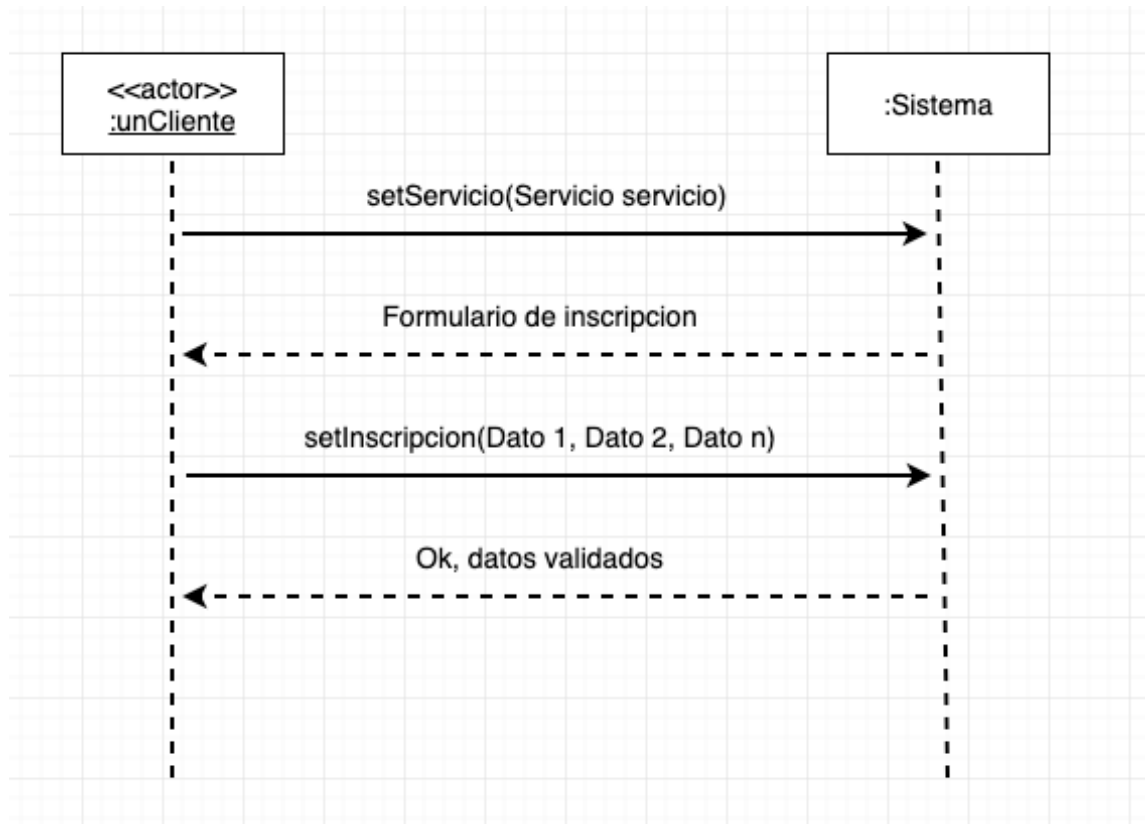 <<actor>>
:unCliente
:Sistema
setServicio(Servicio servicio)
Formulario de inscripcion
setInscripcion(Dato 1, Dato 2, Dato n)
Ok, datos validados